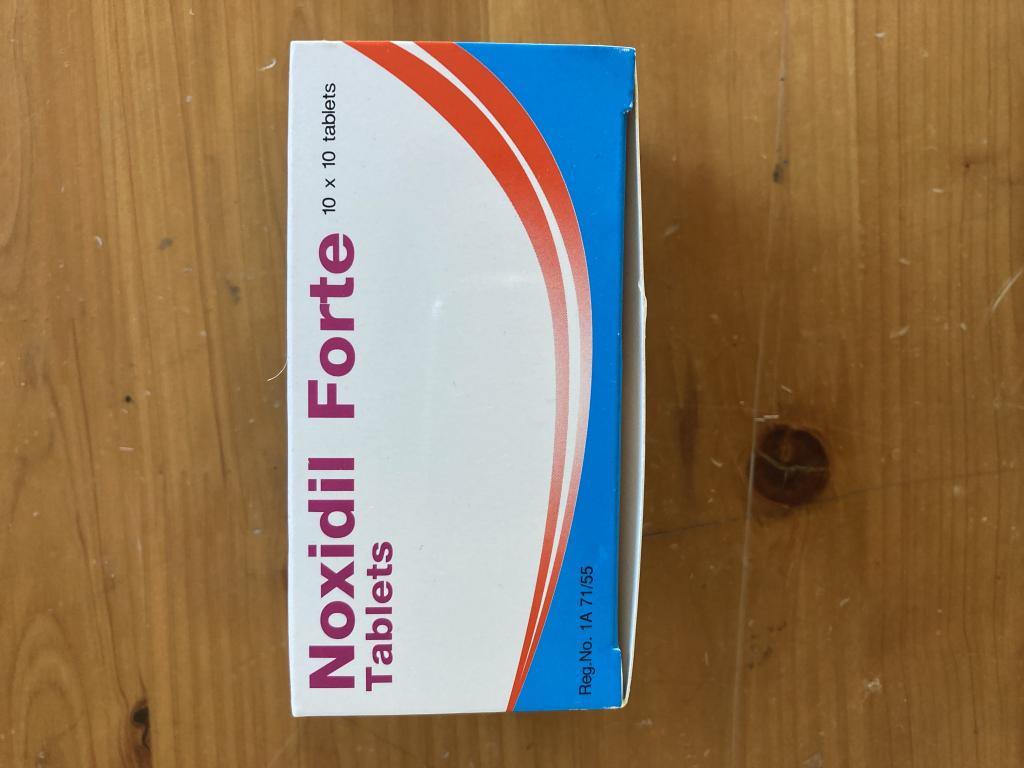 Noxidil Forte 10 x 10 tablets
Tablets
Reg.No. 1A 71/55